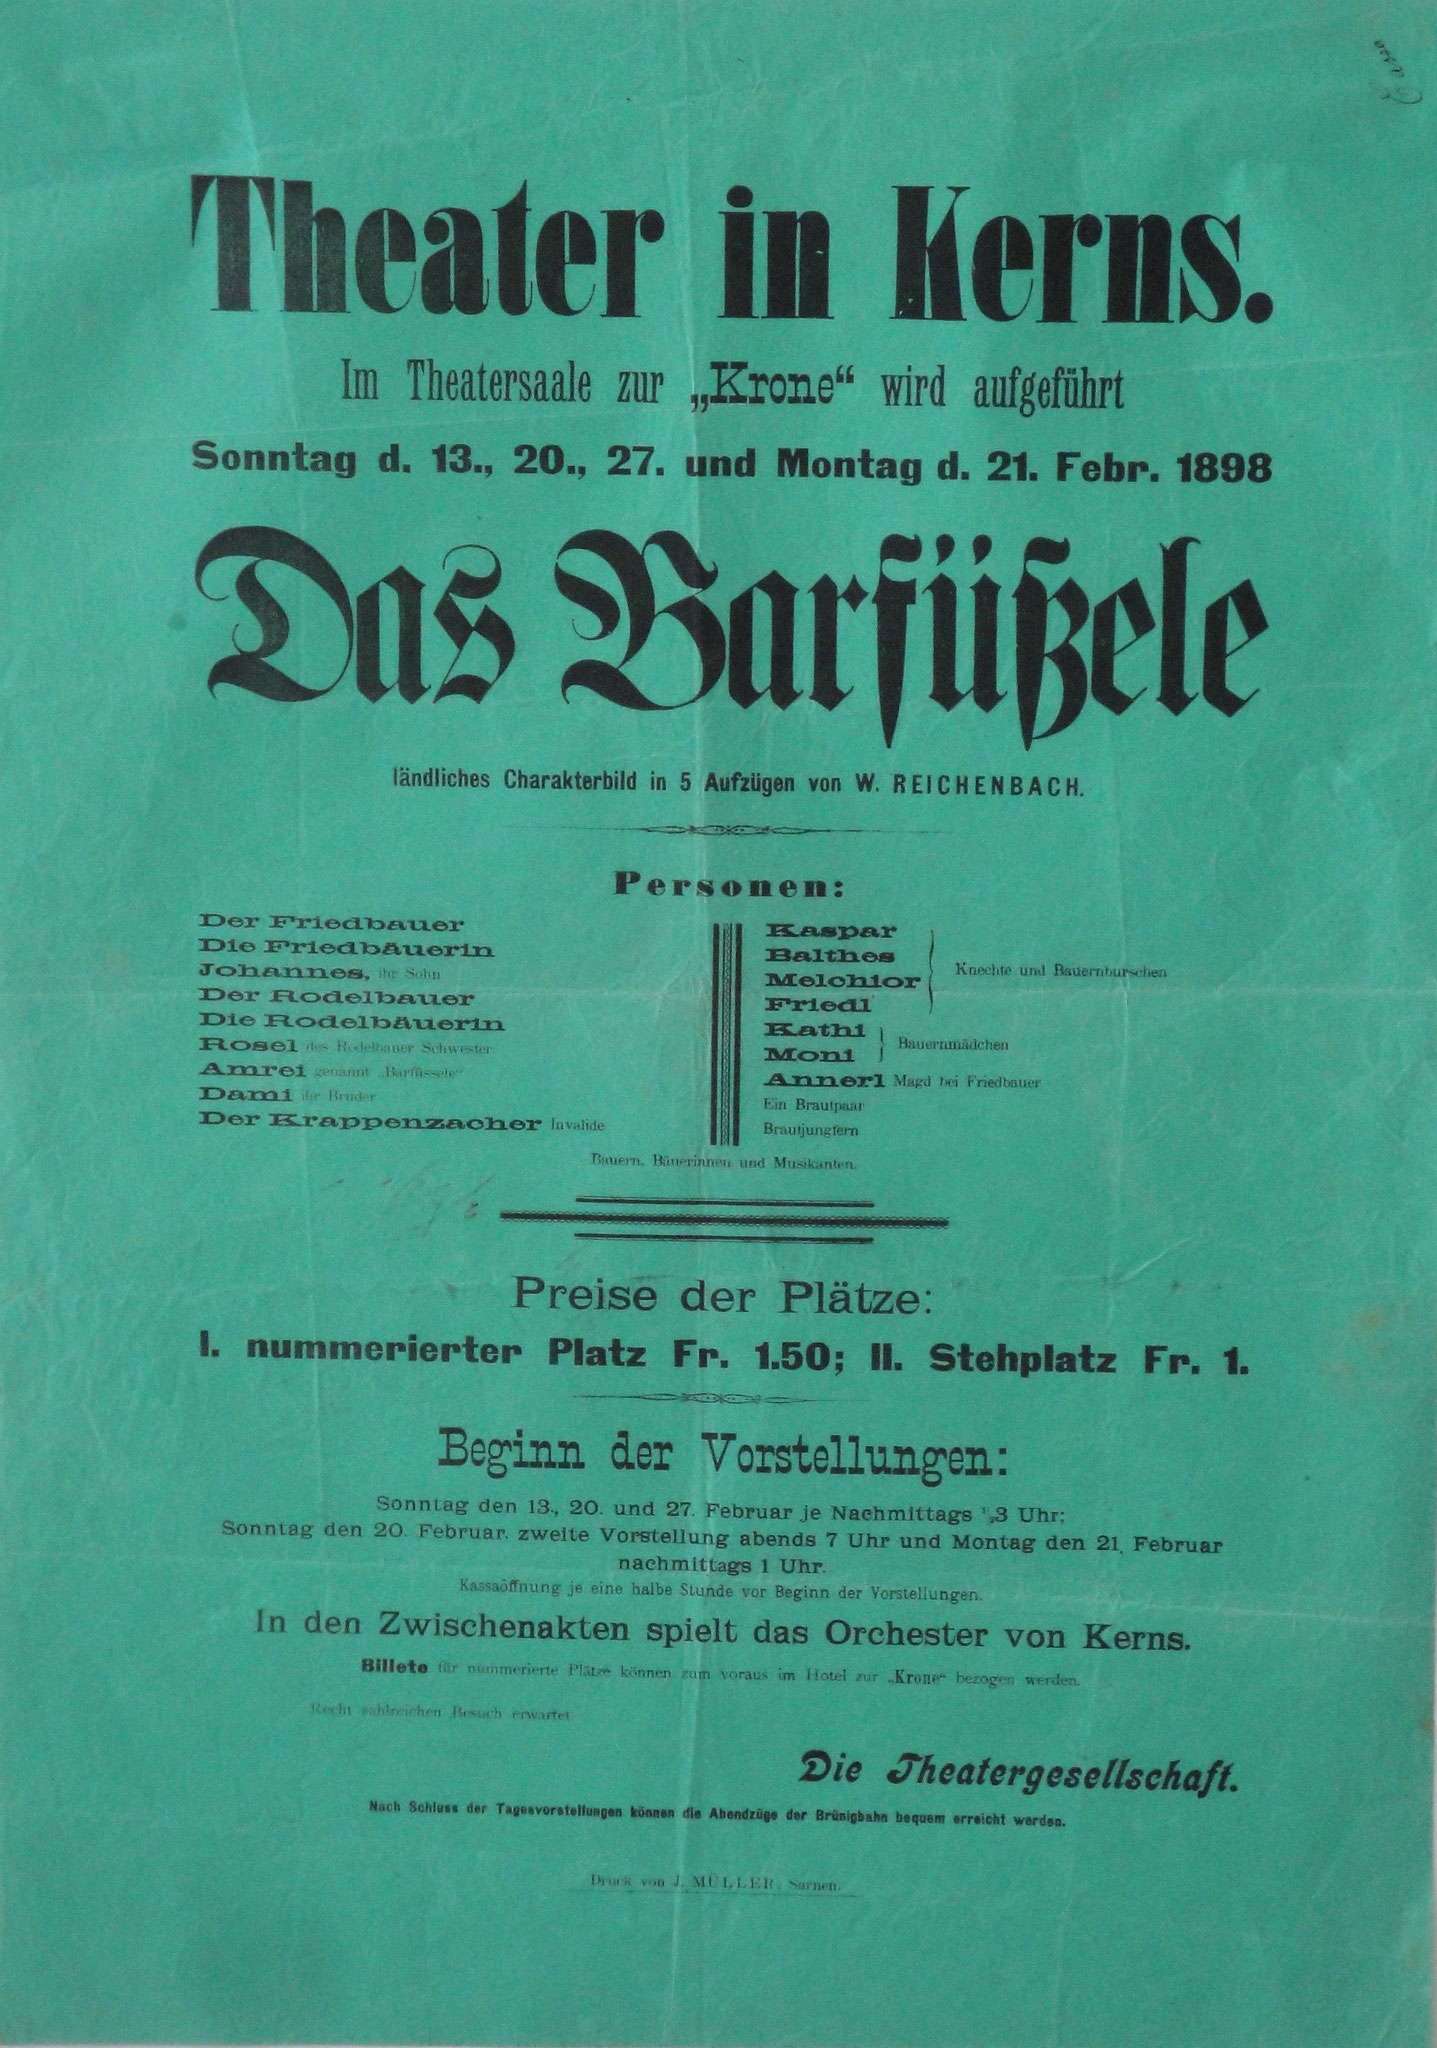 Theater in Kerns.
Im Theatersaale zur „Krone“ wird aufgeführt
Sonntag d. 13., 20., 27. und Montag d. 21. Febr. 1898
Das Barfüßele
ländliches Charakterbild in 5 Aufzügen von W. REICHENBACH.
Personen:
Der Friedbauer
Die Friedbäuerin
Johannes, ihr Sohn
Der Rodelbauer
Die Rodelbäuerin
Rosel des Rodelbauer Schwester
Amrei genannt „Barfüssele“
Dami ihr Bruder
Der Krappenzacher Invalide
Kaspar
Balthes
Melchior
Friedl
Knechte und Bauernburschen
Kathi
Moni
Bauernmädchen
Annerl Magd bei Friedbauer
Ein Brautpaar
Brautjungfern
Bauern, Bäuerinnen und Musikanten.
Preise der Plätze:
I. nummerierter Platz Fr. 1.50; II. Stehplatz Fr. 1.
Beginn der Vorstellungen:
Sonntag den 13., 20. und 27. Februar je Nachmittags 3 Uhr;
Sonntag den 20. Februar. zweite Vorstellung abends 7 Uhr und Montag den 21. Februar
nachmittags 1 Uhr.
Kassaöffnung je eine halbe Stunde vor Beginn der Vorstellungen.
In den Zwischenakten spielt das Orchester von Kerns.
Billete für nummerierte Plätze können zum voraus im Hotel zur „Krone“ bezogen werden.
Recht zahlreichen Besuch erwartet
Die Theatergesellschaft.
Nach Schluss der Tagesvorstellungen können die Abendzüge der Brünigbahn bequem erreicht werden.
Druck von J. MÜLLER, Sarnen.